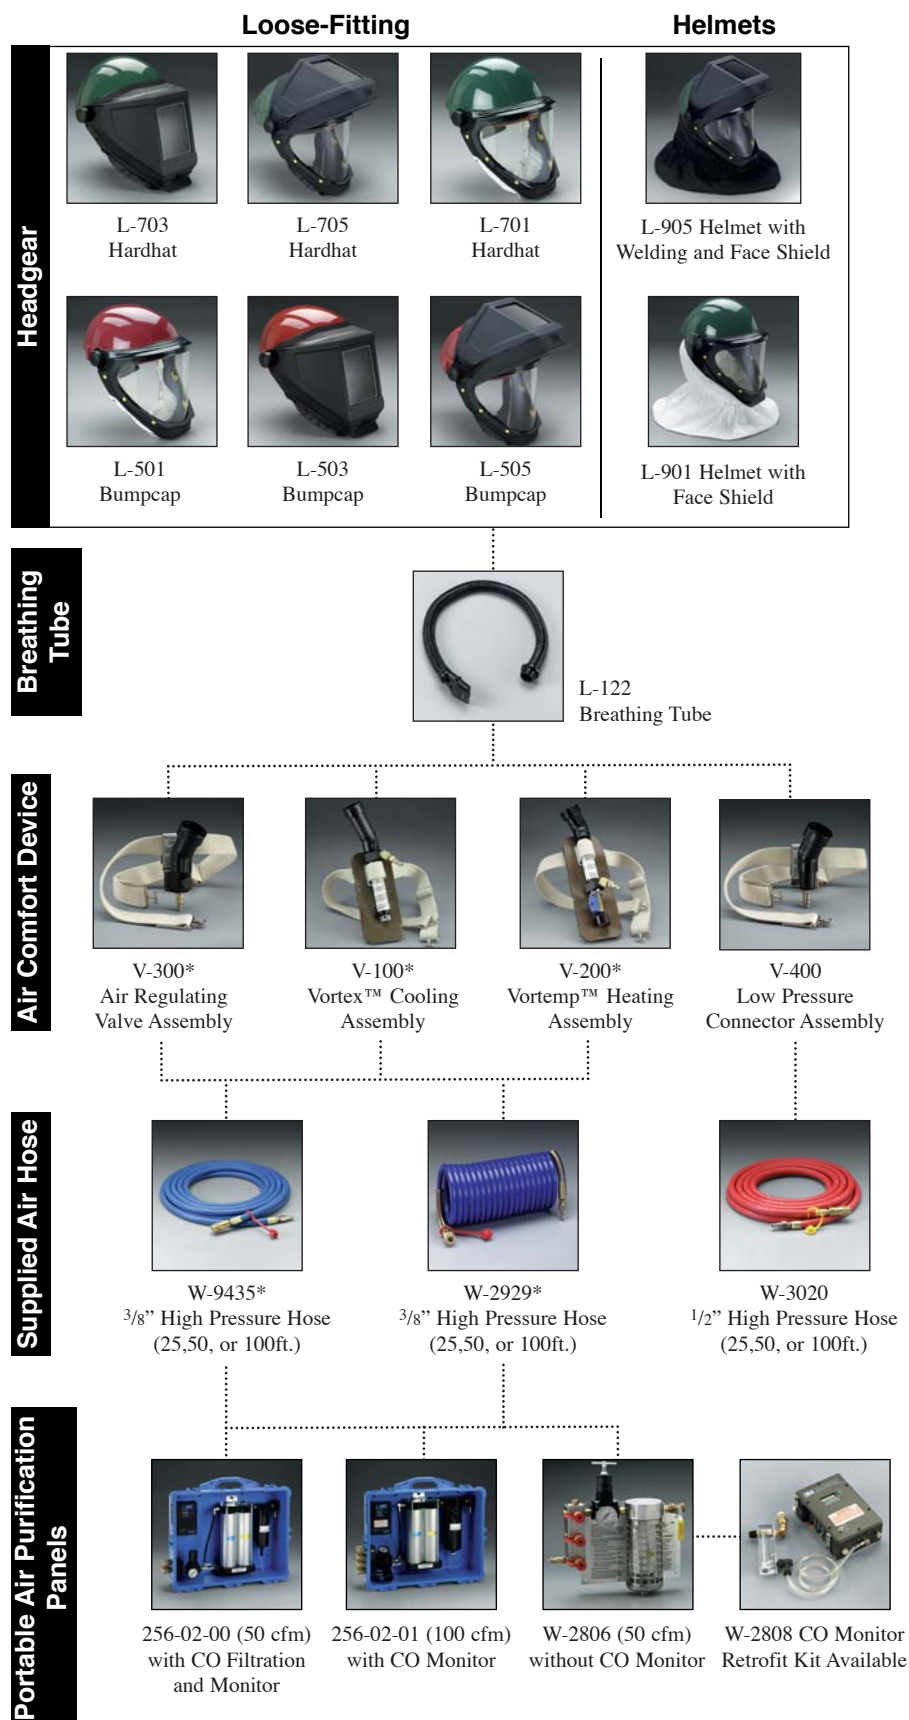 Loose-Fitting
Helmets
Headgear
L-703
Hardhat
L-705
Hardhat
L-701
Hardhat
L-905 Helmet with
Welding and Face Shield
L-501
Bumpcap
L-503
Bumpcap
L-505
Bumpcap
L-901 Helmet with
Face Shield
Breathing
Tube
L-122
Breathing Tube
Air Comfort Device
V-300*
Air Regulating
Valve Assembly
V-100*
Vortex™ Cooling
Assembly
V-200*
Vortemp™ Heating
Assembly
V-400
Low Pressure
Connector Assembly
Supplied Air Hose
W-9435*
3/8” High Pressure Hose
(25,50, or 100ft.)
W-2929*
3/8” High Pressure Hose
(25,50, or 100ft.)
W-3020
1/2” High Pressure Hose
(25,50, or 100ft.)
Portable Air Purification
Panels
256-02-00 (50 cfm)
with CO Filtration
and Monitor
256-02-01 (100 cfm)
with CO Monitor
W-2806 (50 cfm)
without CO Monitor
W-2808 CO Monitor
Retrofit Kit Available